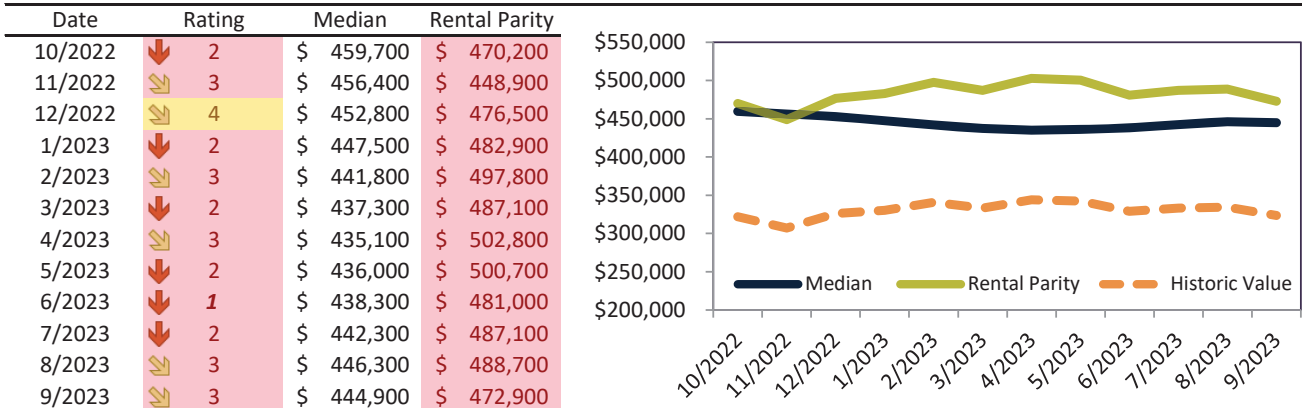 Date Rating Median Rental Parity
10/2022 2 $ 459,700 $ 470,200
11/2022 3 $ 456,400 $ 448,900
12/2022 4 $ 452,800 $ 476,500
1/2023 2 $ 447,500 $ 482,900
2/2023 3 $ 441,800 $ 497,800
3/2023 2 $ 437,300 $ 487,100
4/2023 3 $ 435,100 $ 502,800
5/2023 2 $ 436,000 $ 500,700
6/2023 1 $ 438,300 $ 481,000
7/2023 2 $ 442,300 $ 487,100
8/2023 3 $ 446,300 $ 488,700
9/2023 3 $ 444,900 $ 472,900
$550,000
$500,000
$450,000
$400,000
$350,000
$300,000
$250,000
$200,000
Median Rental Parity Historic Value
10/2022 11/2022 12/2022 1/2023 2/2023 3/2023 4/2023 5/2023 6/2023 7/2023 8/2023 9/2023